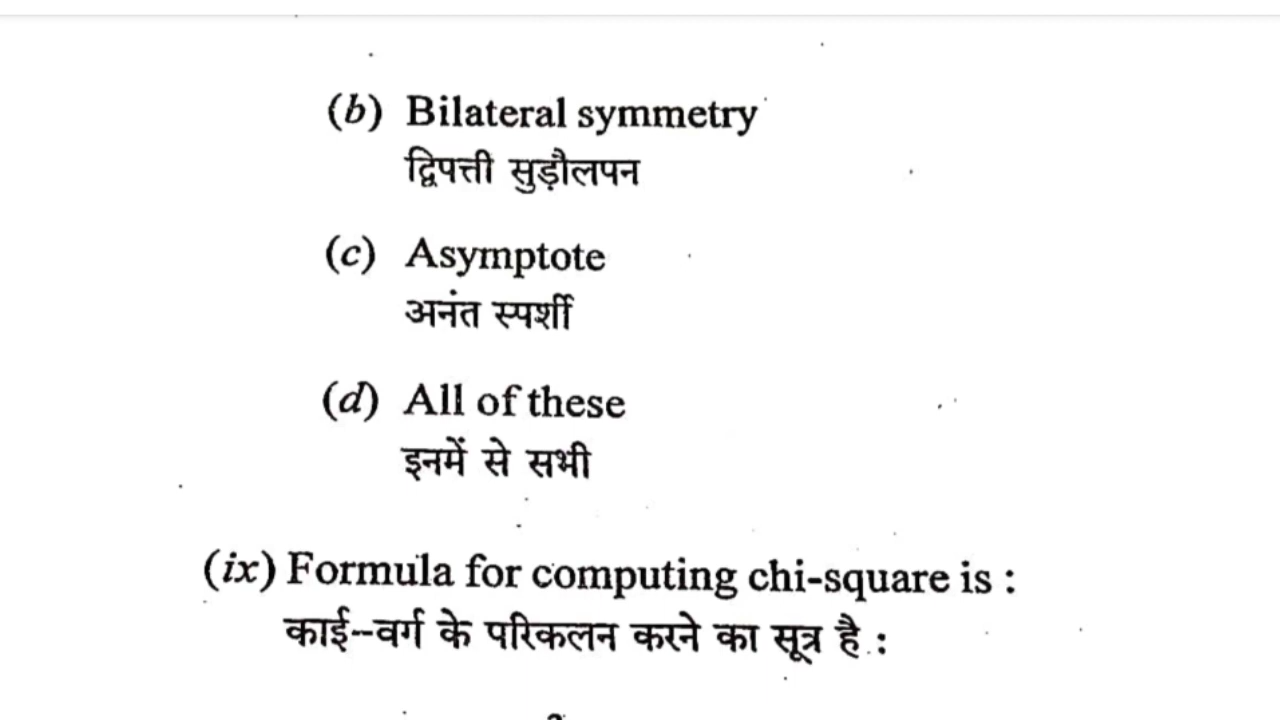 (b) Bilateral symmetry
द्विपत्ती सुड़ौलपन
(c) Asymptote
अनंत स्पर्शी
(d) All of these
इनमें से सभी
(ix) Formula for computing chi-square is :
काई--वर्ग के परिकलन करने का सूत्र है :